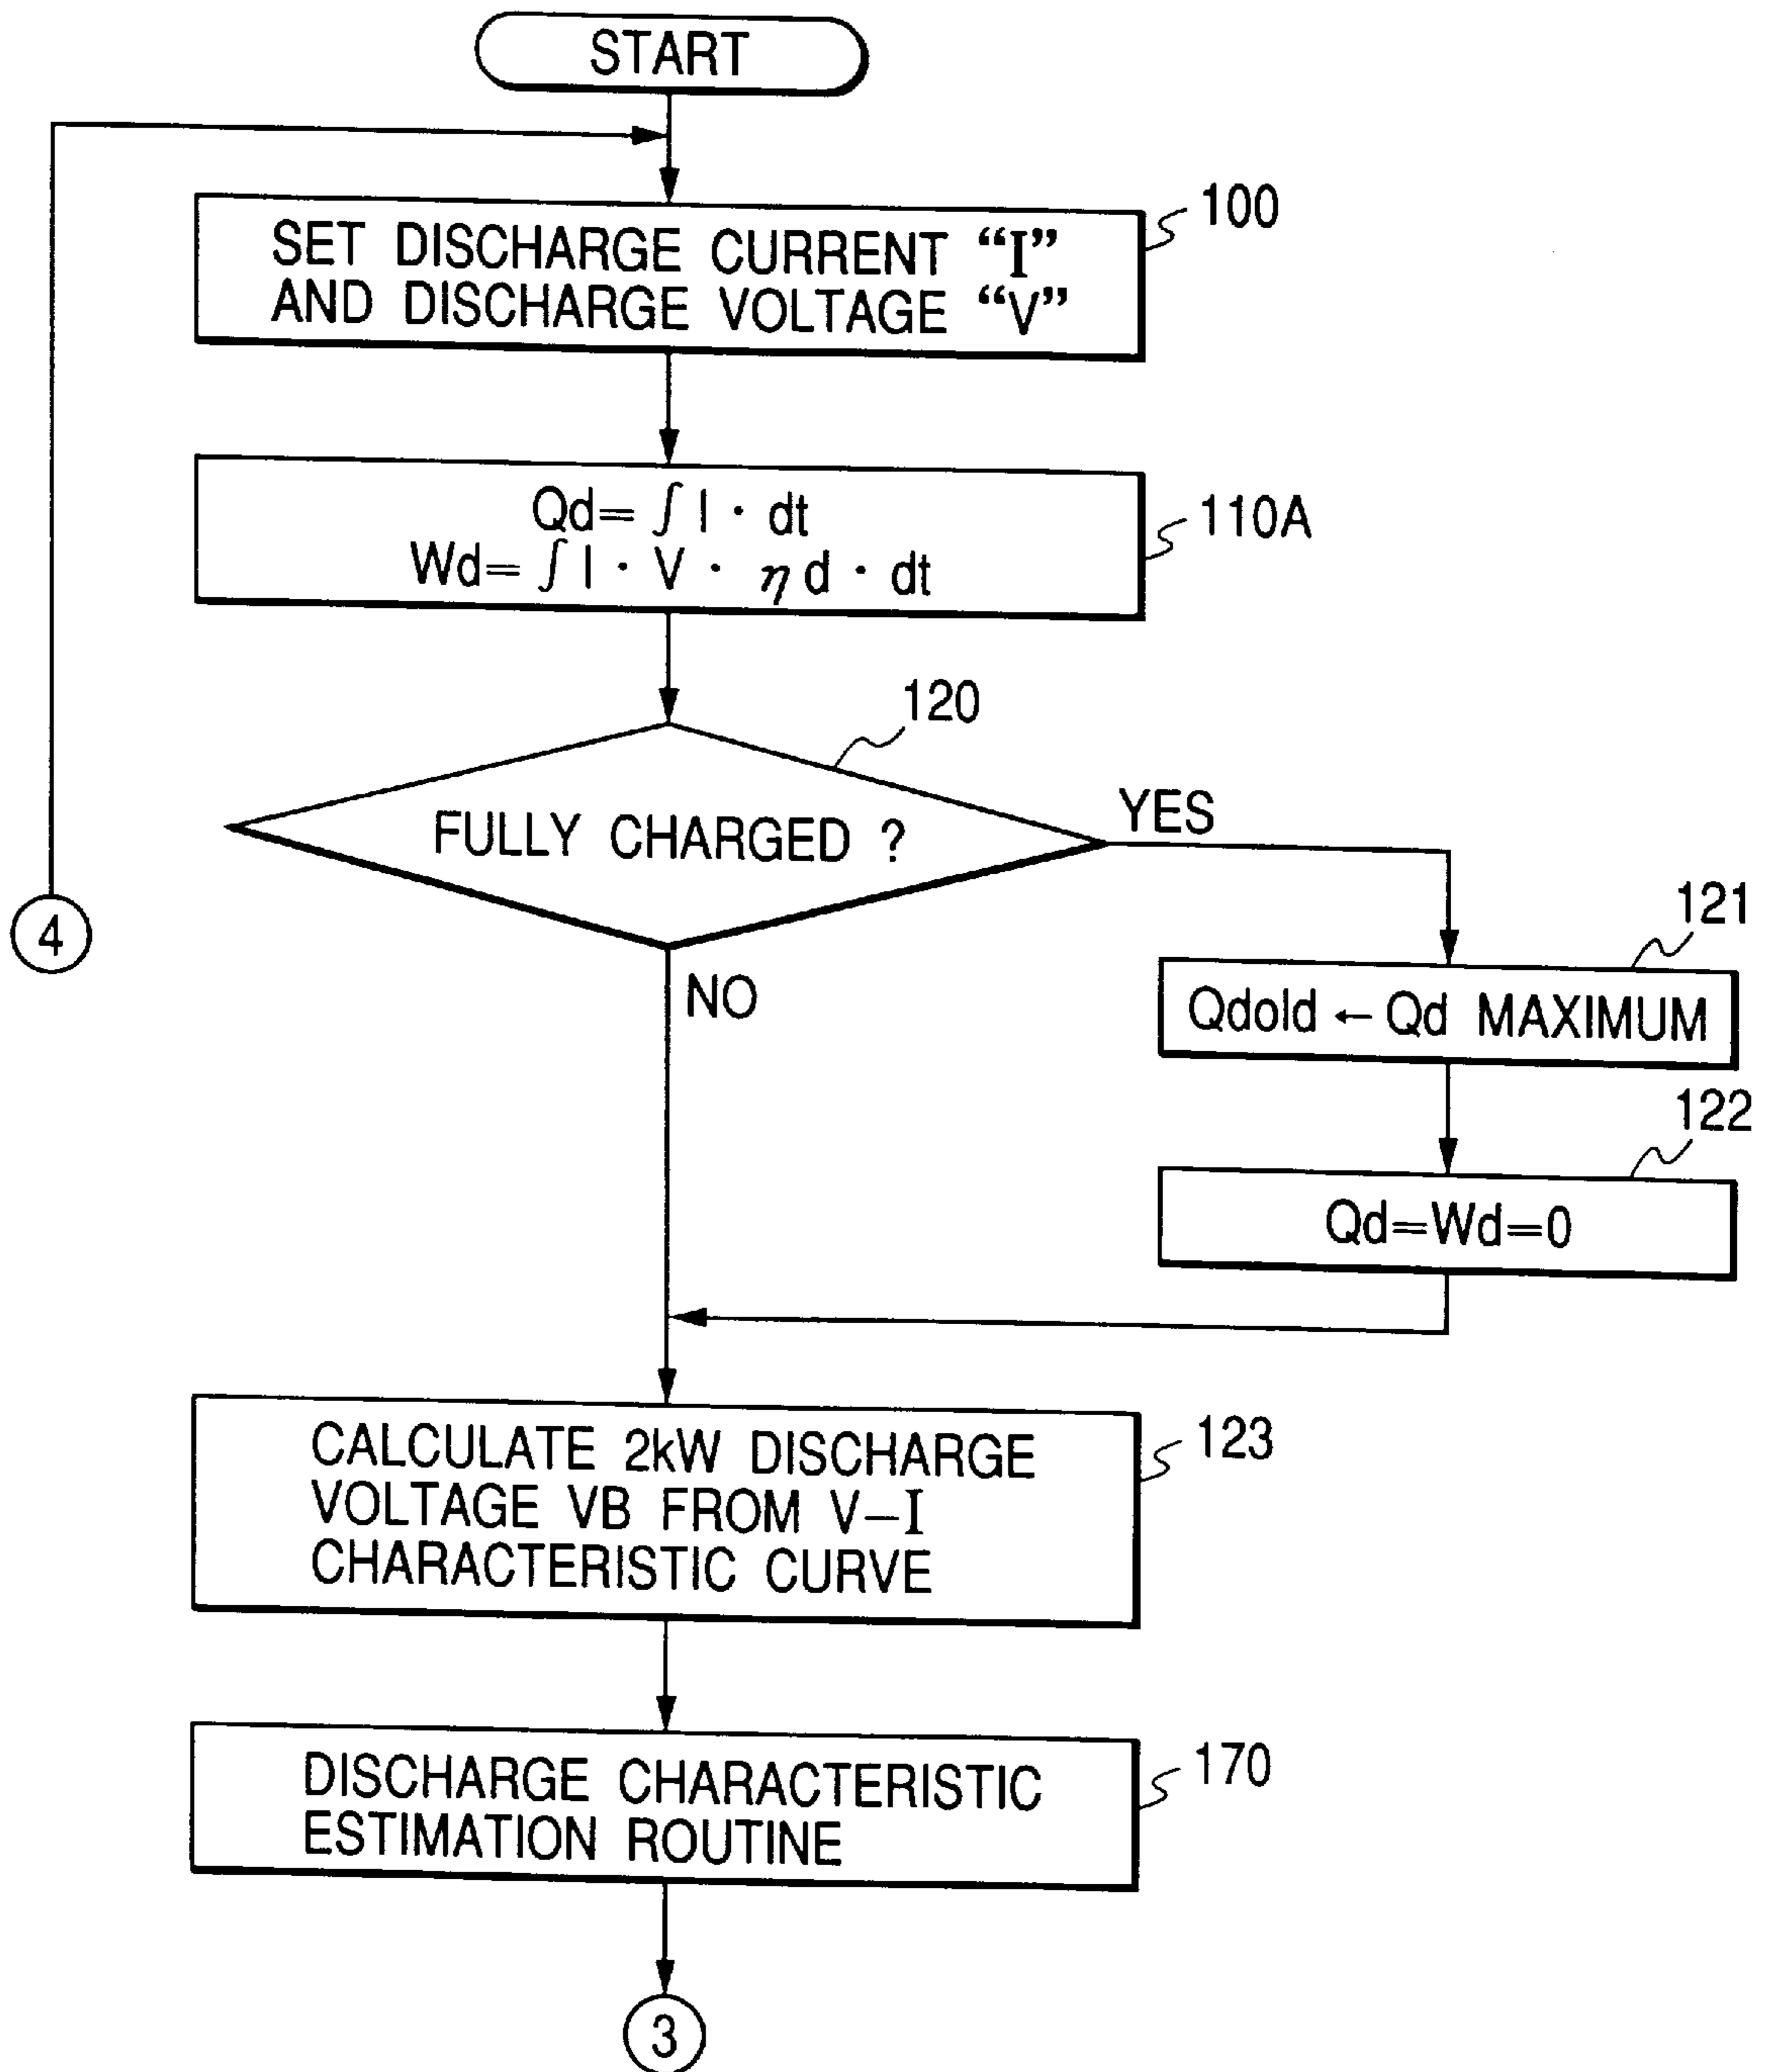 START
SET DISCHARGE CURRENT “I”
AND DISCHARGE VOLTAGE “V”
100
Qd=∫I・dt
Wd=∫I・V・ηd・dt
110A
120
FULLY CHARGED ?
YES
NO
4
121
Qdold ← Qd MAXIMUM
122
Qd=Wd=0
CALCULATE 2kW DISCHARGE
VOLTAGE VB FROM V–I
CHARACTERISTIC CURVE
123
DISCHARGE CHARACTERISTIC
ESTIMATION ROUTINE
170
3